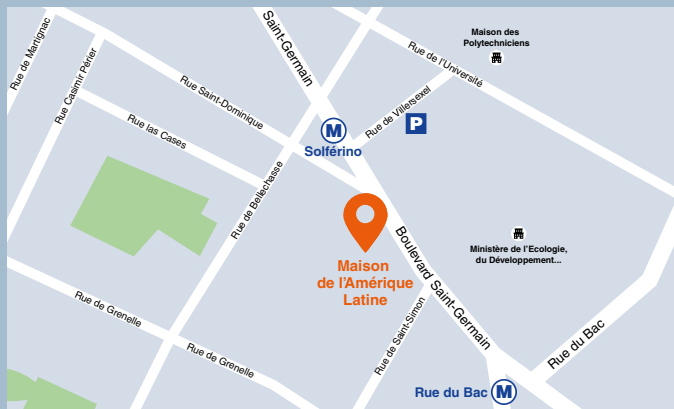 Rue de Martignac
Rue Casimir Périer
Saint-Germain
Maison des
Polytechniciens
Rue de l'Université
Rue Saint-Dominique
Rue de Villersexel
P
M
Solférino
Rue las Cases
Rue de Bellechasse
Boulevard Saint-Germain
Ministère de l'Ecologie,
du Développement...
Maison
de l'Amérique
Latine
Rue de Grenelle
Rue de Grenelle
Rue de Saint-Simon
Rue du Bac
Rue du Bac
M